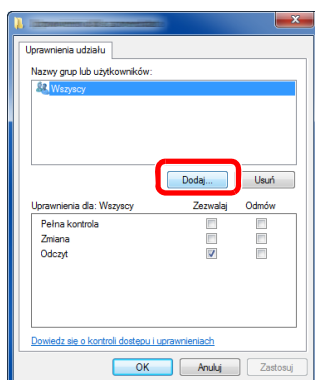 Uprawnienia udziału
Nazwy grup lub użytkowników:
Wszyscy
Dodaj...
Usuń
Uprawnienia dla: Wszyscy
Zezwalaj
Odmów
Pełna kontrola
Zmiana
Odczyt
Dowiedz się o kontroli dostępu i uprawnieniach
OK
Anuluj
Zastosuj